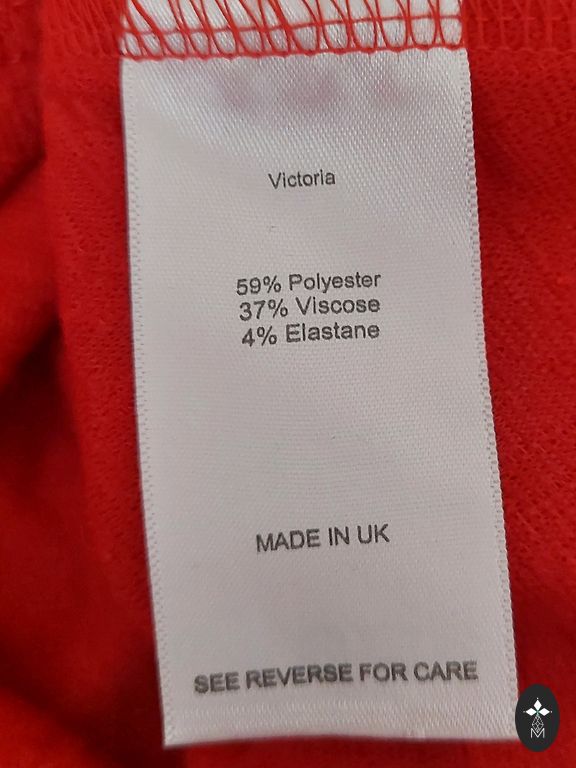 Victoria
59% Polyester
37% Viscose
4% Elastane
MADE IN UK
SEE REVERSE FOR CARE